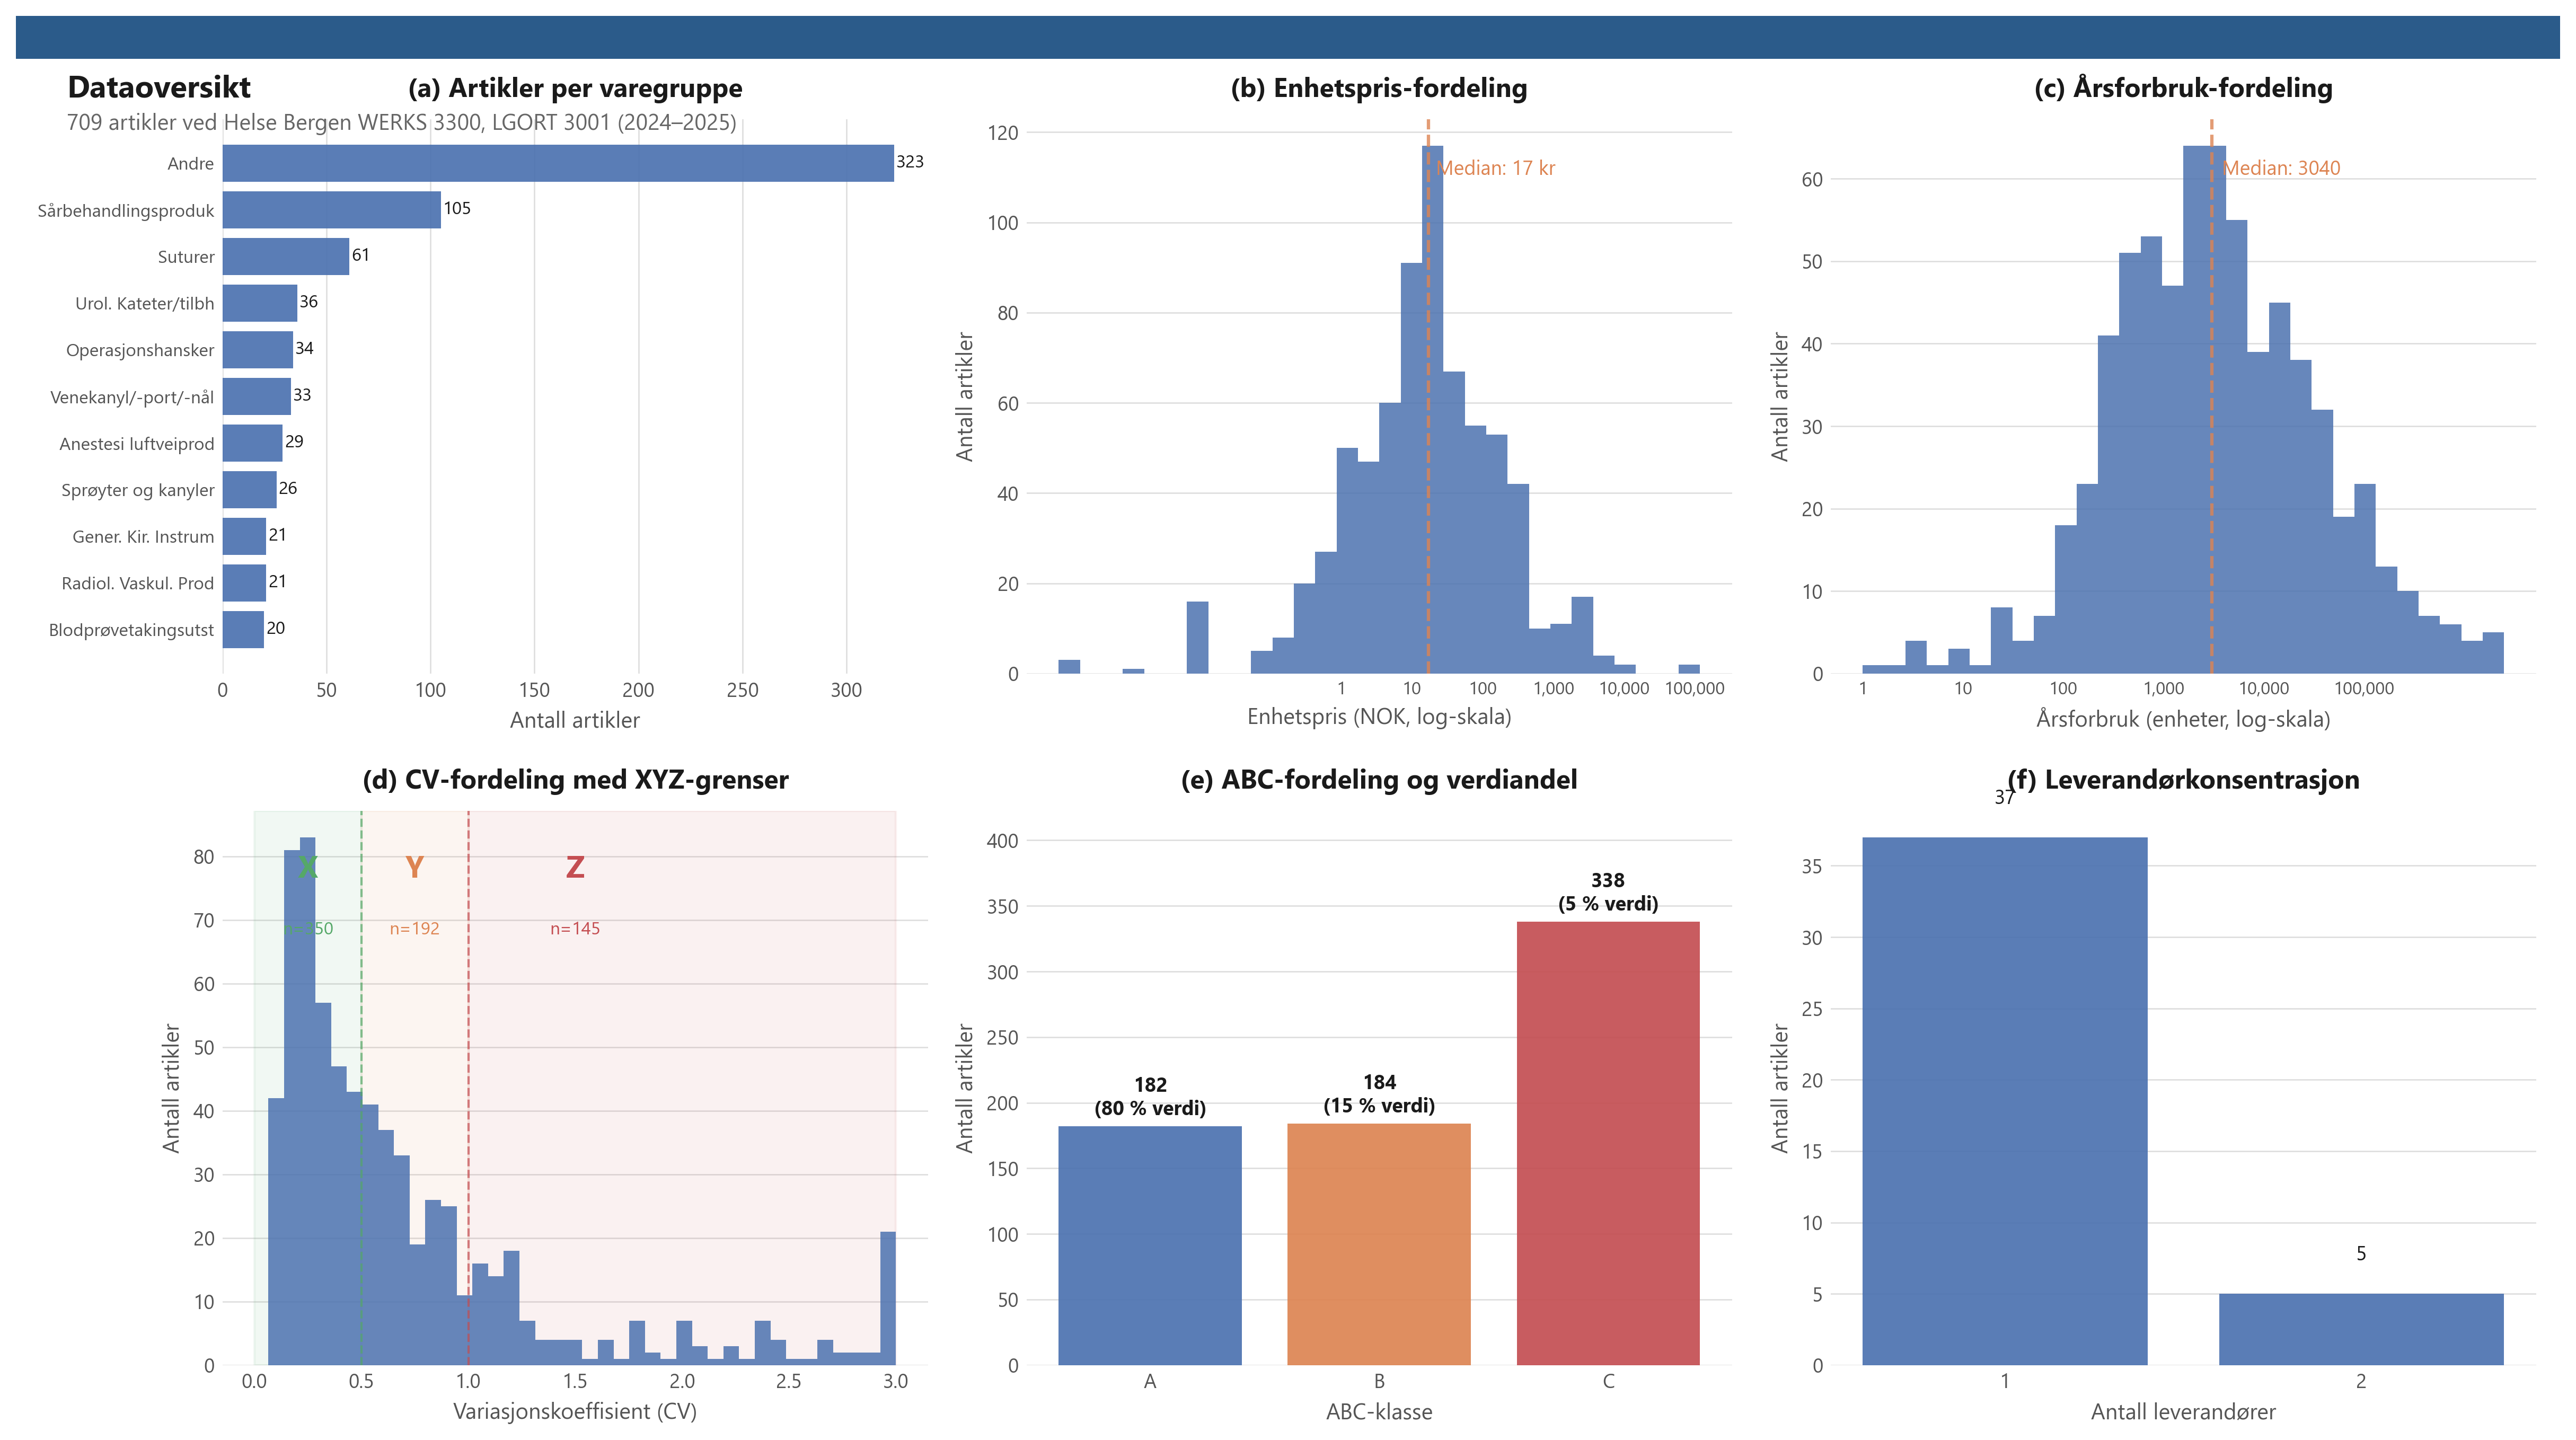 Dataoversikt
709 artikler ved Helse Bergen WERKS 3300, LGORT 3001 (2024–2025)
(a) Artikler per varegruppe
Andre
323
Sårbehandlingsproduk
105
Suturer
61
Urol. Kateter/tilbh
36
Operasjonshansker
34
Venekanyl/-port/-nål
33
Anestesi luftveiprod
29
Sprøyter og kanyler
26
Gener. Kir. Instrum
21
Radiol. Vaskul. Prod
21
Blodprøvetakingsutst
20
0 50 100 150 200 250 300
Antall artikler
(b) Enhetspris-fordeling
120
100
80
60
40
20
0
Antall artikler
Median: 17 kr
1 10 100 1,000 10,000 100,000
Enhetspris (NOK, log-skala)
(c) Årsforbruk-fordeling
60
50
40
30
20
10
0
Antall artikler
Median: 3040
1 10 100 1,000 10,000 100,000
Årsforbruk (enheter, log-skala)
(d) CV-fordeling med XYZ-grenser
80
70
60
50
40
30
20
10
0
Antall artikler
X Y Z
n=192 n=145
0.0 0.5 1.0 1.5 2.0 2.5 3.0
Variasjonskoeffisient (CV)
(e) ABC-fordeling og verdiandel
400
350
300
250
200
150
100
50
0
Antall artikler
182
(80 % verdi)
184
(15 % verdi)
338
(5 % verdi)
A B C
ABC-klasse
(f) Leverandørkonsentrasjon
37
35
30
25
20
15
10
5
0
Antall artikler
5
1 2
Antall leverandører